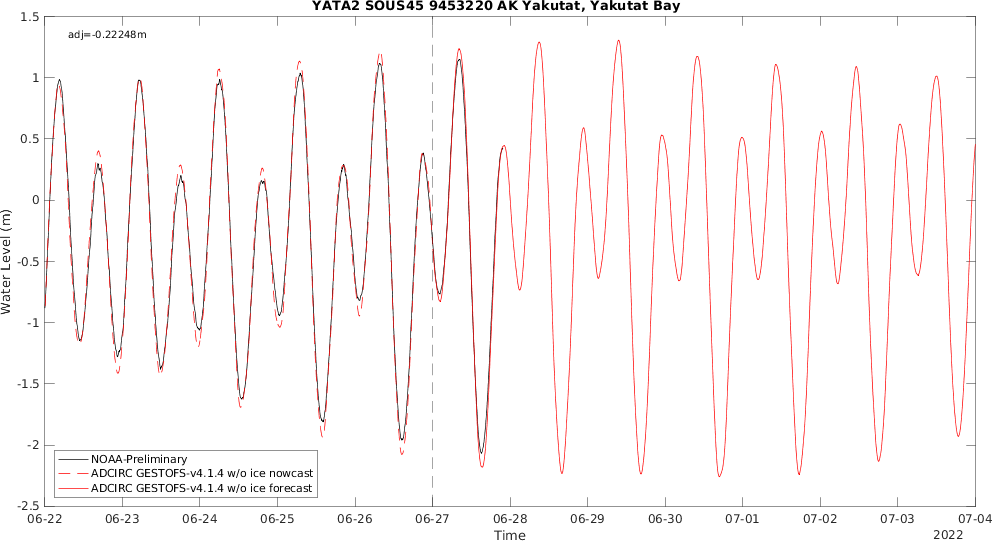 YATA2 SOUS45 9453220 AK Yakutat, Yakutat Bay
adj=-0.22248m
1.5
1
0.5
0
-0.5
-1
-1.5
-2
-2.5
Water Level (m)
NOAA-Preliminary
ADCIRC GESTOFS-v4.1.4 w/o ice nowcast
ADCIRC GESTOFS-v4.1.4 w/o ice forecast
06-22 06-23 06-24 06-25 06-26 06-27 06-28 06-29 06-30 07-01 07-02 07-03 07-04
Time
2022